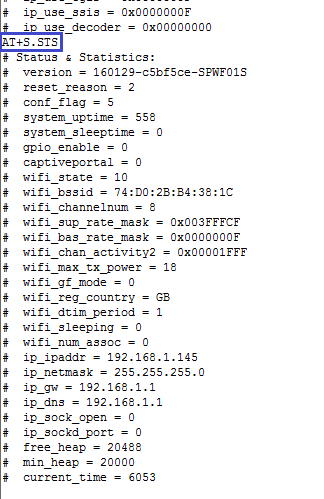 # ip_use_ssis = 0x0000000F
# ip_use_decoder = 0x00000000
AT+S.STS
# Status & Statistics:
# version = 160129-c5bf5ce-SPWF01S
# reset_reason = 2
# conf_flag = 5
# system_uptime = 558
# system_sleeptime = 0
# gpio_enable = 0
# captiveportal = 0
# wifi_state = 10
# wifi_bssid = 74:D0:2B:B4:38:1C
# wifi_channelnum = 8
# wifi_sup_rate_mask = 0x003FFFCF
# wifi_bas_rate_mask = 0x0000000F
# wifi_chan_activity2 = 0x00001FFF
# wifi_max_tx_power = 18
# wifi_gf_mode = 0
# wifi_reg_country = GB
# wifi_dtim_period = 1
# wifi_sleeping = 0
# wifi_num_assoc = 0
# ip_ipaddr = 192.168.1.145
# ip_netmask = 255.255.255.0
# ip_gw = 192.168.1.1
# ip_dns = 192.168.1.1
# ip_sock_open = 0
# ip_sockd_port = 0
# free_heap = 20488
# min_heap = 20000
# current_time = 6053